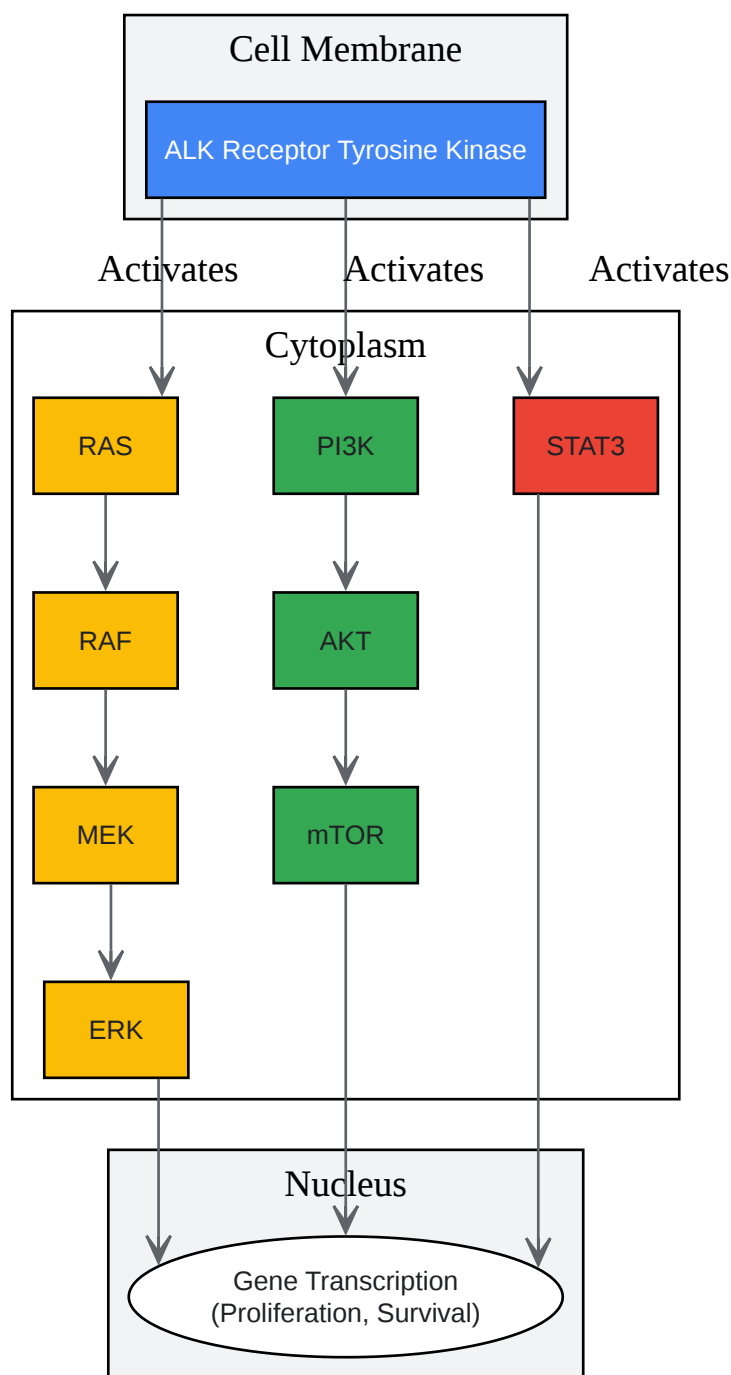 Cell Membrane
ALK Receptor Tyrosine Kinase
Activates
Activates
Activates
Cytoplasm
RAS
PI3K
STAT3
RAF
AKT
MEK
mTOR
ERK
Nucleus
Gene Transcription
(Proliferation, Survival)